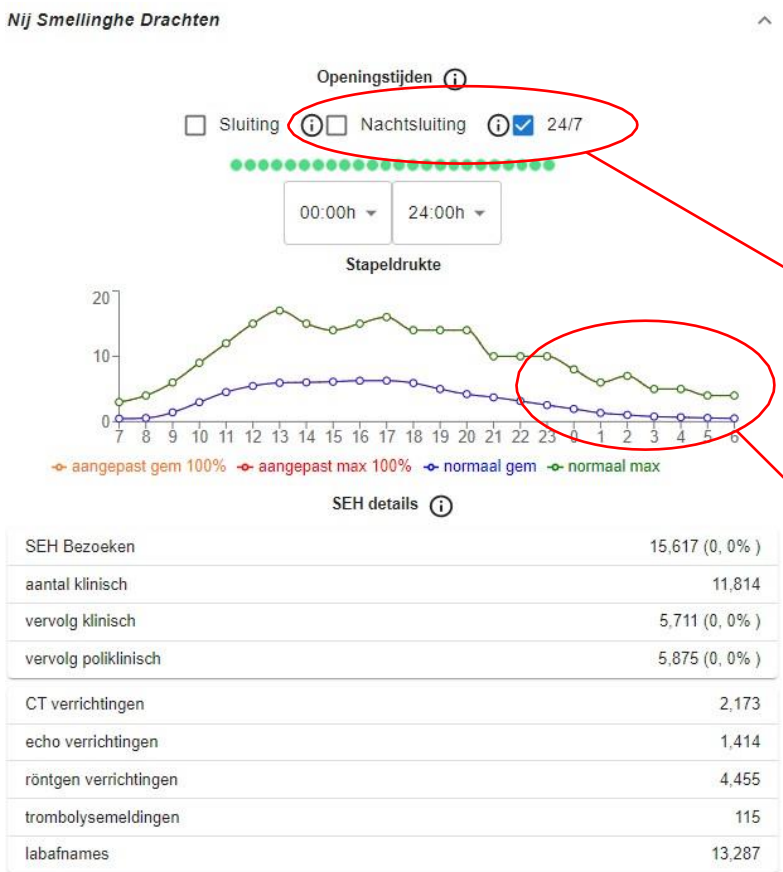 Nij Smellinghe Drachten
Openingstijden
Sluiting Nachtsluiting 24/7
00:00h 24:00h
Stapeldrukte
20
10
0
7 8 9 10 11 12 13 14 15 16 17 18 19 20 21 22 23 0 1 2 3 4 5 6
aangepast gem 100% aangepast max 100% normaal gem normaal max
SEH details
SEH Bezoeken 15,617 (0, 0% )
aantal klinisch 11,814
vervolg klinisch 5,711 (0, 0% )
vervolg poliklinisch 5,875 (0, 0% )
CT verrichtingen 2,173
echo verrichtingen 1,414
röntgen verrichtingen 4,455
trombolysemeldingen 115
labafnames 13,287